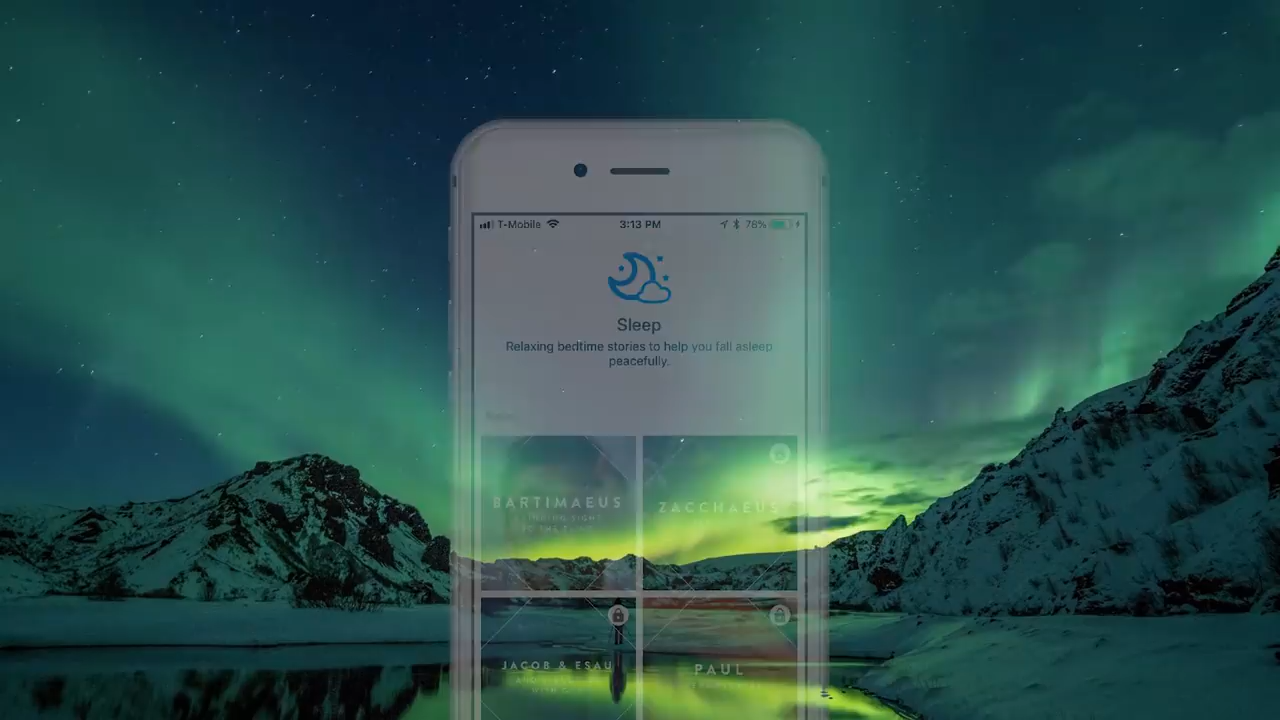 T-Mobile 3:13 PM 78%
Sleep
Relaxing bedtime stories to help you fall asleep
peacefully.
BARTIMAEUS
ZACCHAEUS
JACOB & ESAU
PAUL